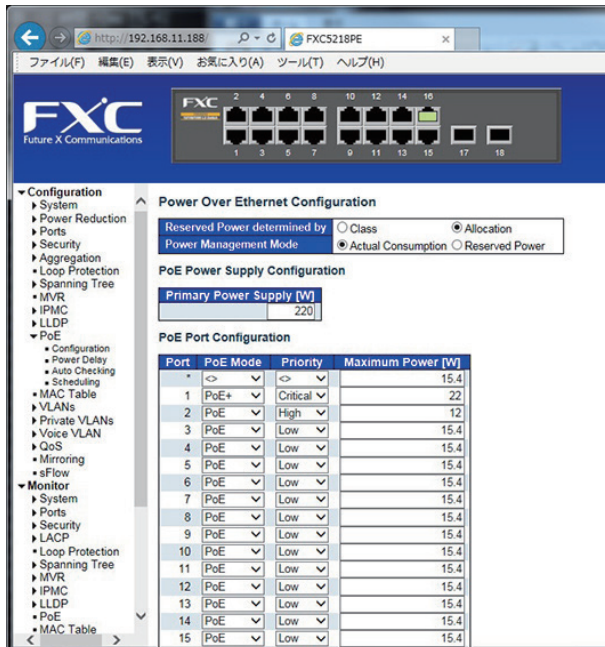 http://192.168.11.188/
FXC5218PE
ファイル(F) 編集(E) 表示(V) お気に入り(A) ツール(T) ヘルプ(H)
FXC
Future X Communications
FXC
2 4 6 8 10 12 14 16
1 3 5 7 9 11 13 15 17 18
Configuration
System
Power Reduction
Ports
Security
Aggregation
Loop Protection
Spanning Tree
MVR
IPMC
LLDP
PoE
Configuration
Power Delay
Auto Checking
Scheduling
MAC Table
VLANs
Private VLANs
Voice VLAN
QoS
Mirroring
sFlow
Monitor
System
Ports
Security
LACP
Loop Protection
Spanning Tree
MVR
IPMC
LLDP
PoE
MAC Table
Power Over Ethernet Configuration
Reserved Power determined by Class Allocation
Power Management Mode Actual Consumption Reserved Power
PoE Power Supply Configuration
Primary Power Supply [W]
220
PoE Port Configuration
Port PoE Mode Priority Maximum Power [W]
* <> <> 15.4
1 PoE+ Critical 22
2 PoE High 12
3 PoE Low 15.4
4 PoE Low 15.4
5 PoE Low 15.4
6 PoE Low 15.4
7 PoE Low 15.4
8 PoE Low 15.4
9 PoE Low 15.4
10 PoE Low 15.4
11 PoE Low 15.4
12 PoE Low 15.4
13 PoE Low 15.4
14 PoE Low 15.4
15 PoE Low 15.4